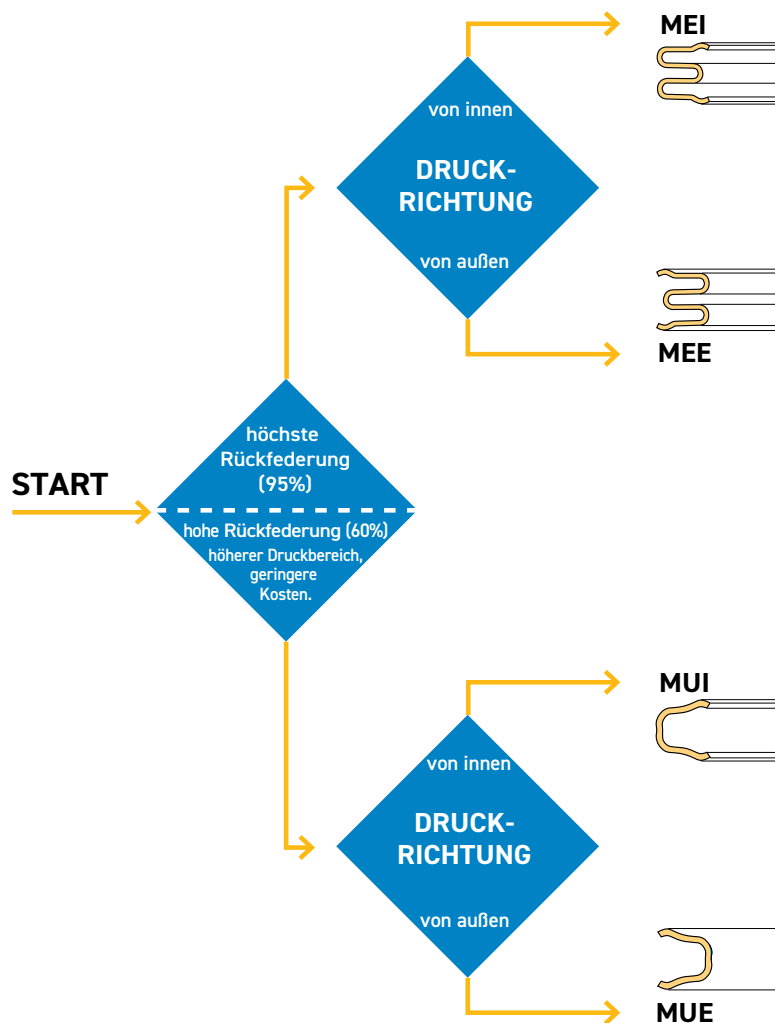 MEI
von innen
DRUCK-
RICHTUNG
von außen
MEE
höchste
Rückfederung
(95%)
START
hohe Rückfederung (60%)
höherer Druckbereich,
geringere
Kosten.
MUI
von innen
DRUCK-
RICHTUNG
von außen
MUE